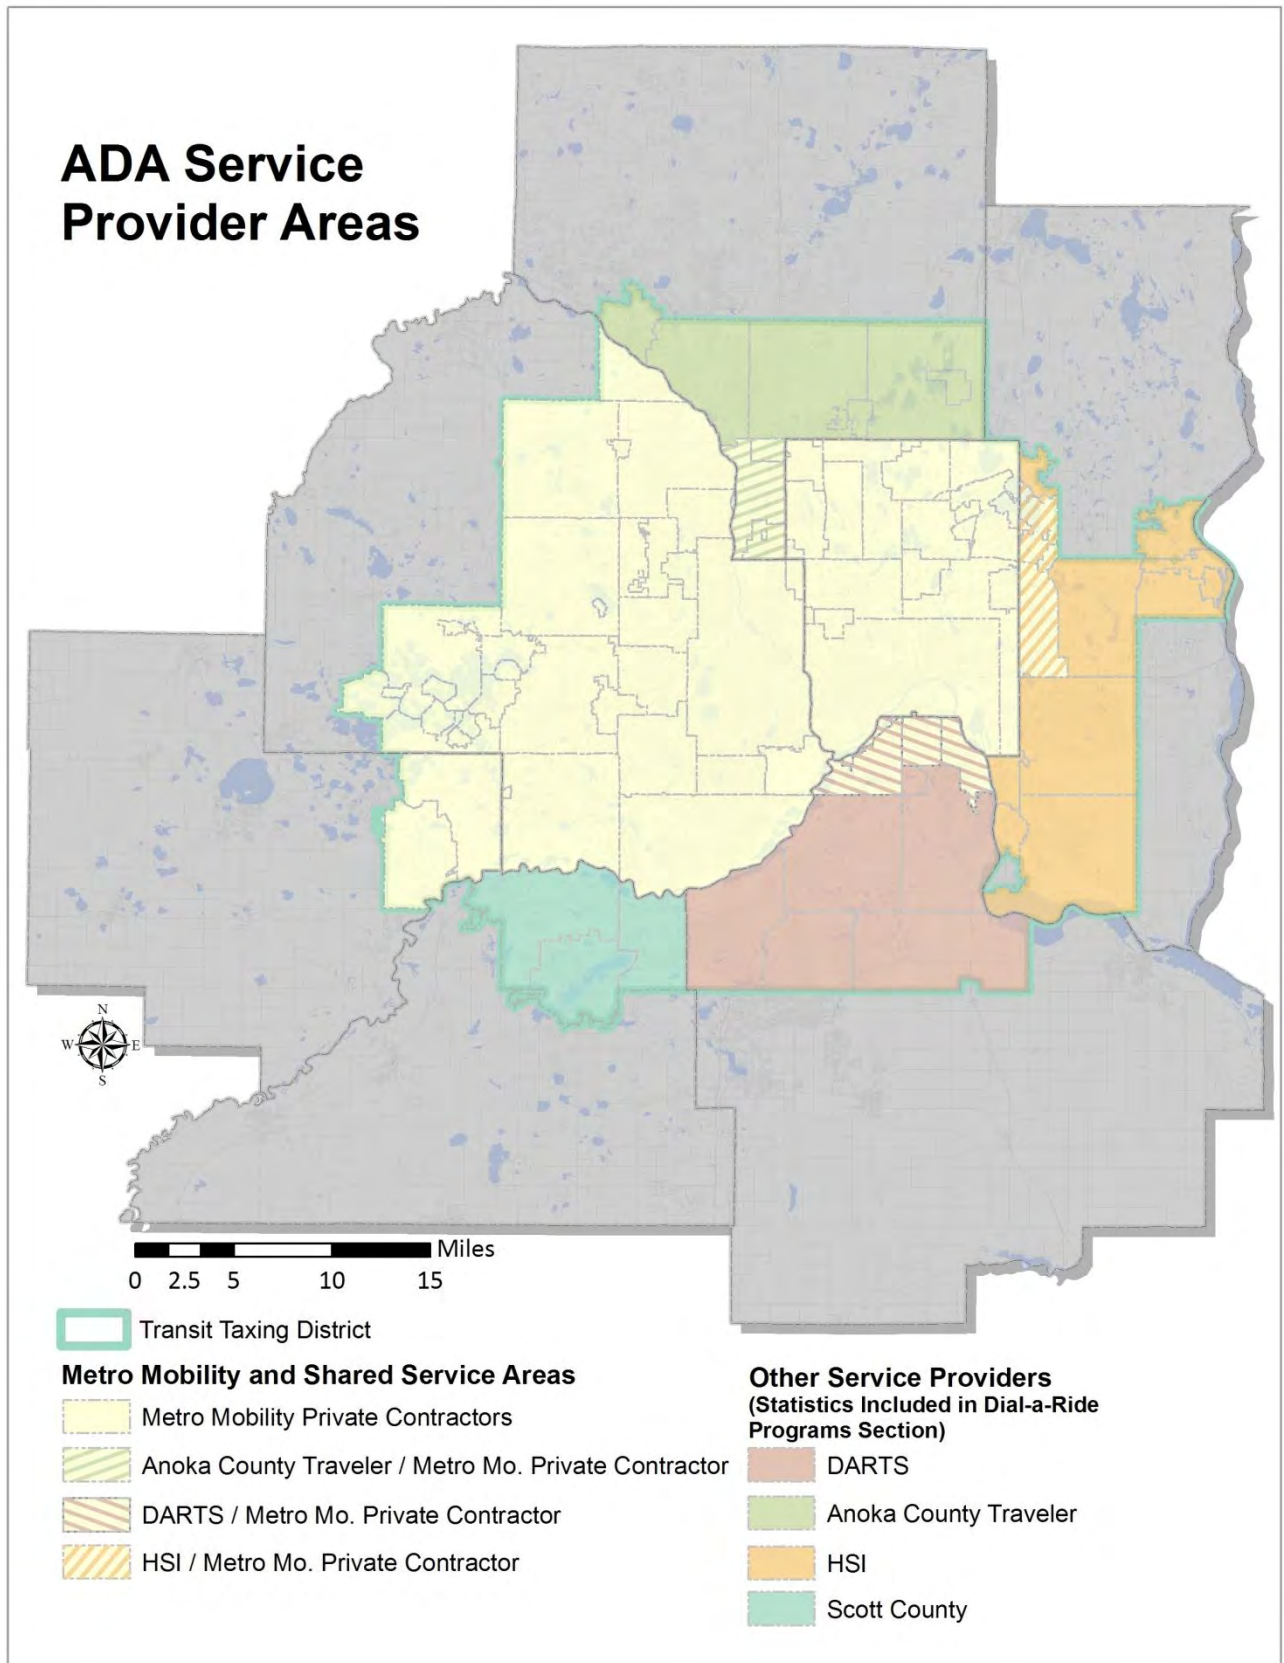 ADA Service
Provider Areas
N
W E
S
Miles
0 2.5 5 10 15
Transit Taxing District
Metro Mobility and Shared Service Areas
Metro Mobility Private Contractors
Anoka County Traveler / Metro Mo. Private Contractor
DARTS / Metro Mo. Private Contractor
HSI / Metro Mo. Private Contractor
Other Service Providers
(Statistics Included in Dial-a-Ride
Programs Section)
DARTS
Anoka County Traveler
HSI
Scott County